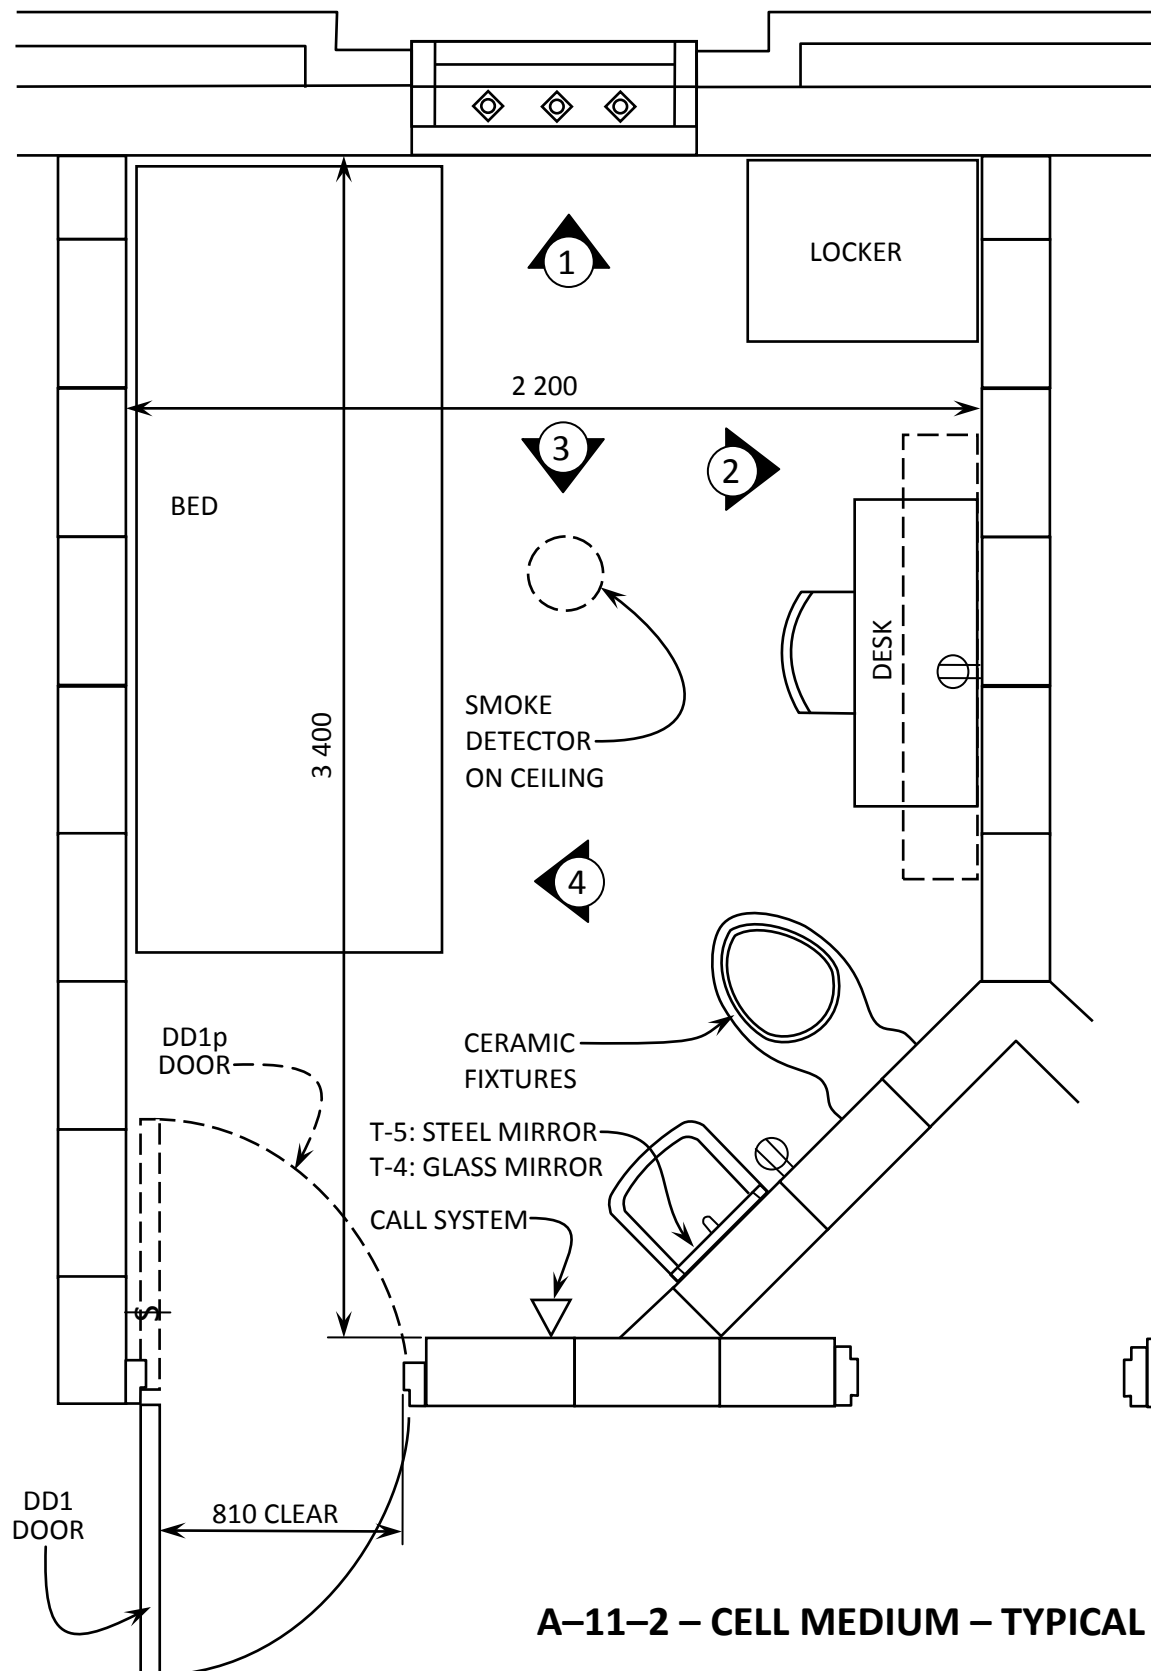 1
LOCKER
2 200
3
2
BED
DESK
SMOKE
DETECTOR
ON CEILING
3 400
4
DD1p
DOOR
CERAMIC
FIXTURES
T-5: STEEL MIRROR
T-4: GLASS MIRROR
CALL SYSTEM
$
DD1
DOOR
810 CLEAR
A–11–2 – CELL MEDIUM – TYPICAL